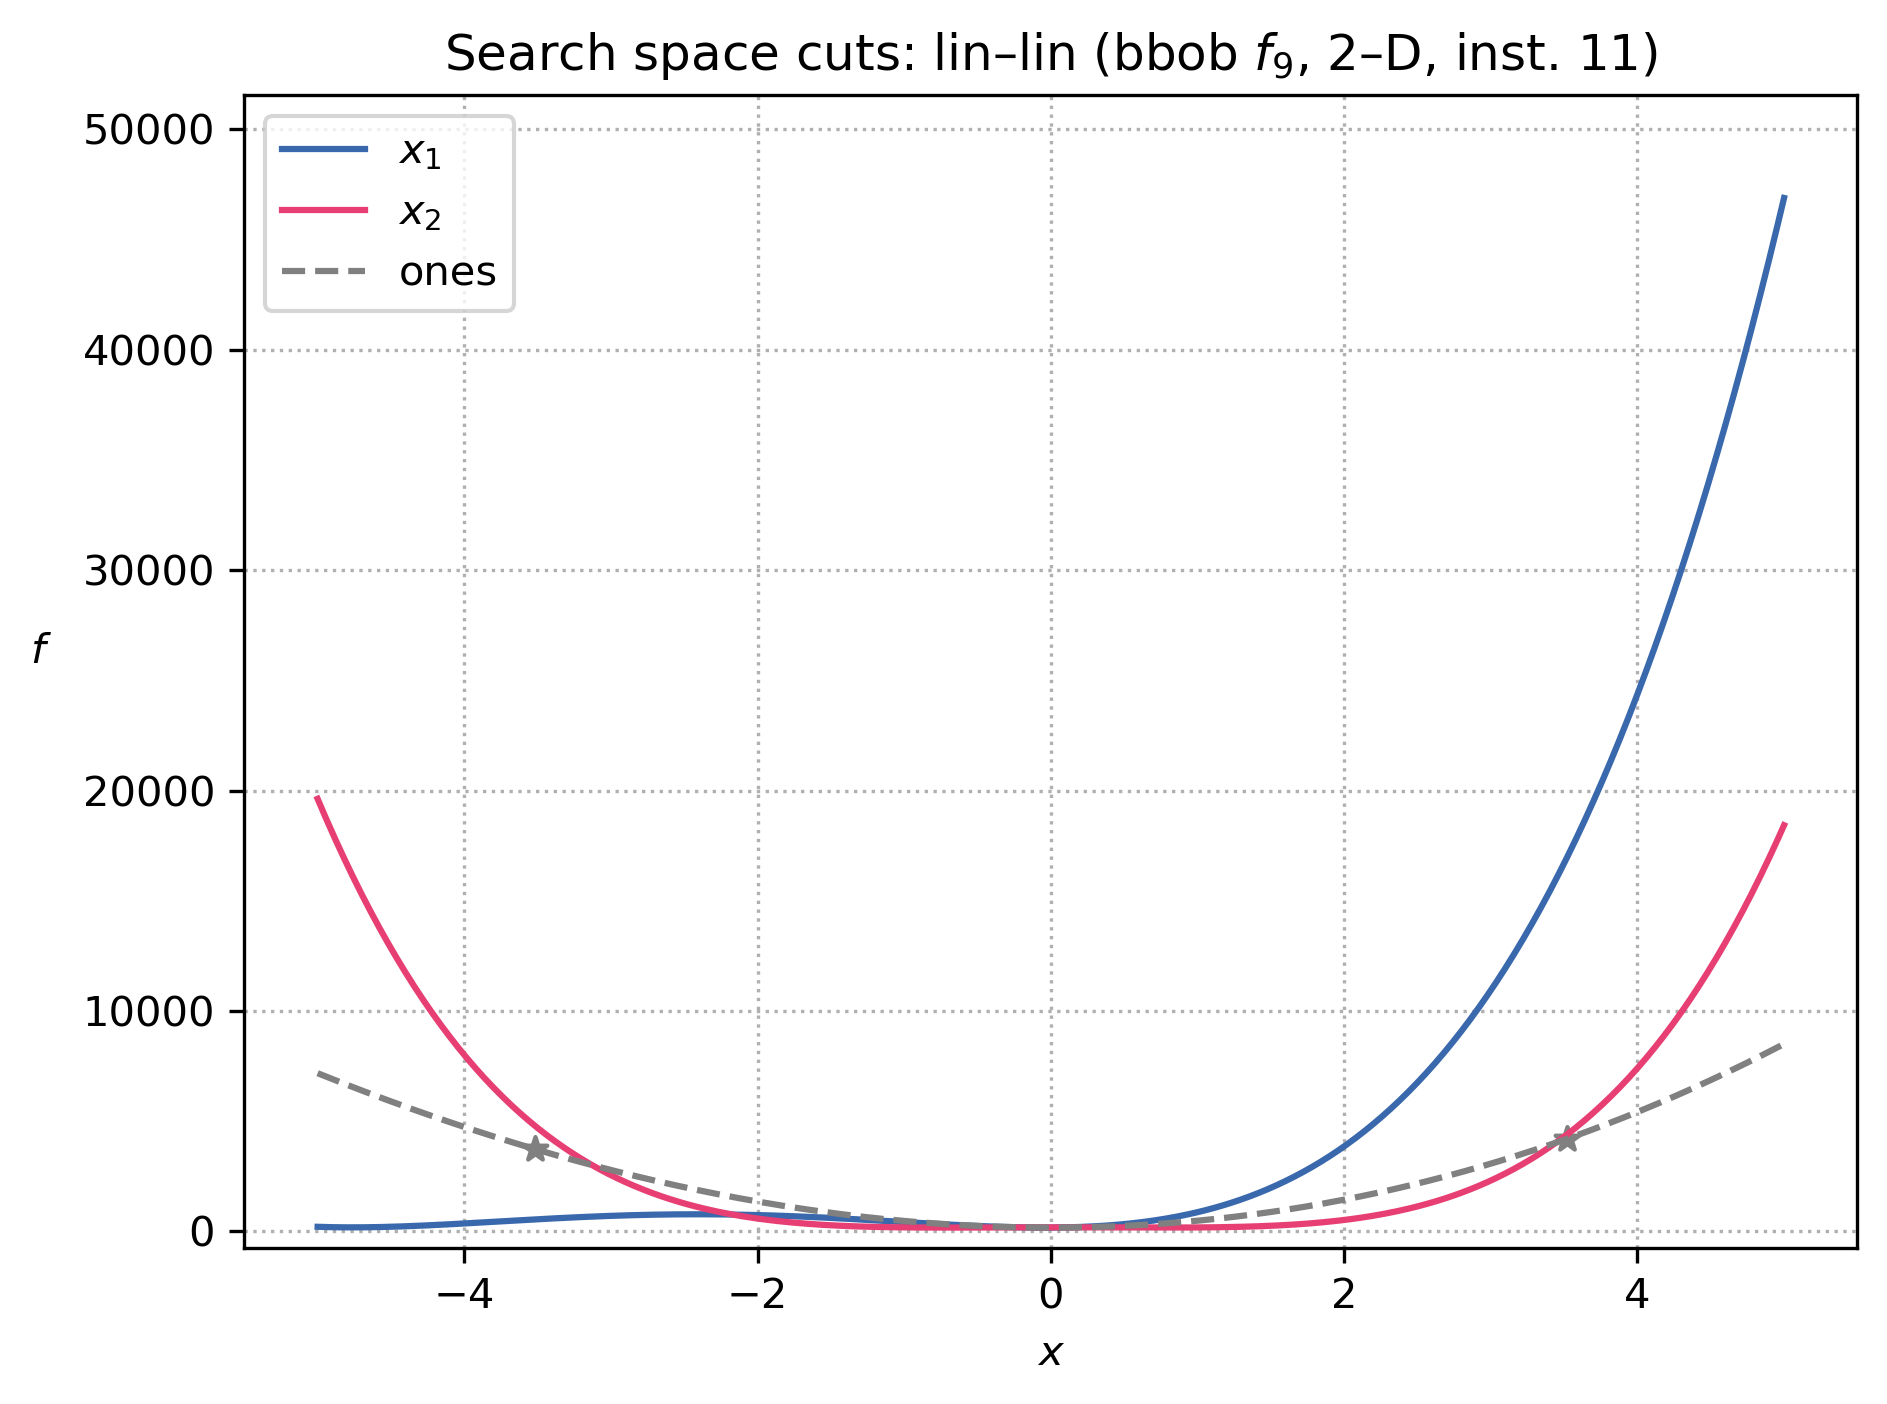 Search space cuts: lin–lin (bbob f₉, 2–D, inst. 11)
x₁
x₂
ones
50000
40000
30000
20000
10000
0
f
−4
−2
0
2
4
x